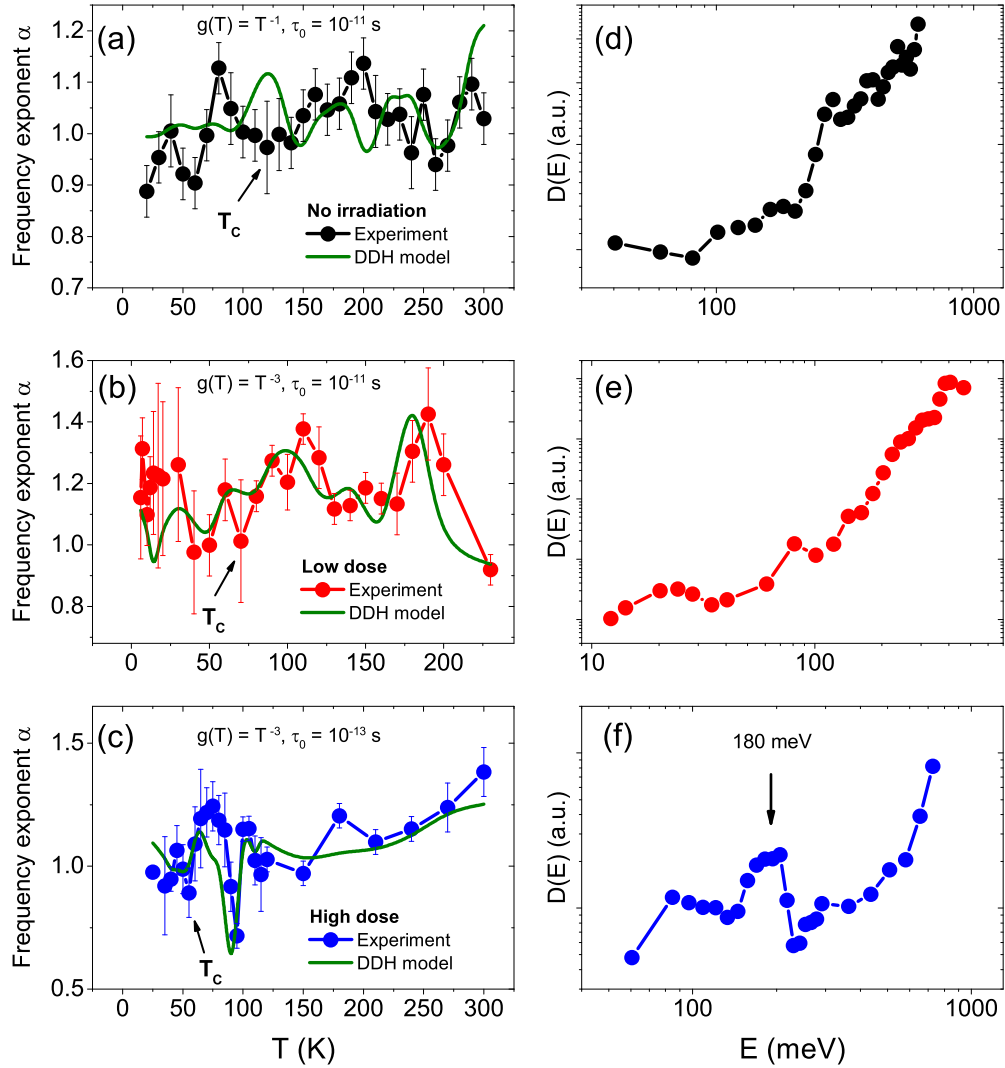 (a)
g(T) = T⁻¹, τ₀ = 10⁻¹¹ s
Frequency exponent α
1.2
1.1
1.0
0.9
0.8
0.7
T_C
No irradiation
Experiment
DDH model
0 50 100 150 200 250 300
(d)
D(E) (a.u.)
100 1000
(b)
g(T) = T⁻³, τ₀ = 10⁻¹¹ s
Frequency exponent α
1.6
1.4
1.2
1.0
0.8
T_C
Low dose
Experiment
DDH model
0 50 100 150 200
(e)
D(E) (a.u.)
10 100
(c)
g(T) = T⁻³, τ₀ = 10⁻¹³ s
Frequency exponent α
1.5
1.0
0.5
T_C
High dose
Experiment
DDH model
0 50 100 150 200 250 300
T (K)
(f)
180 meV
D(E) (a.u.)
100 1000
E (meV)